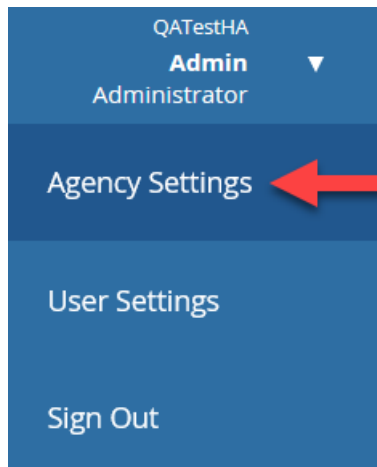 QATestHA
Admin
Administrator
Agency Settings
User Settings
Sign Out